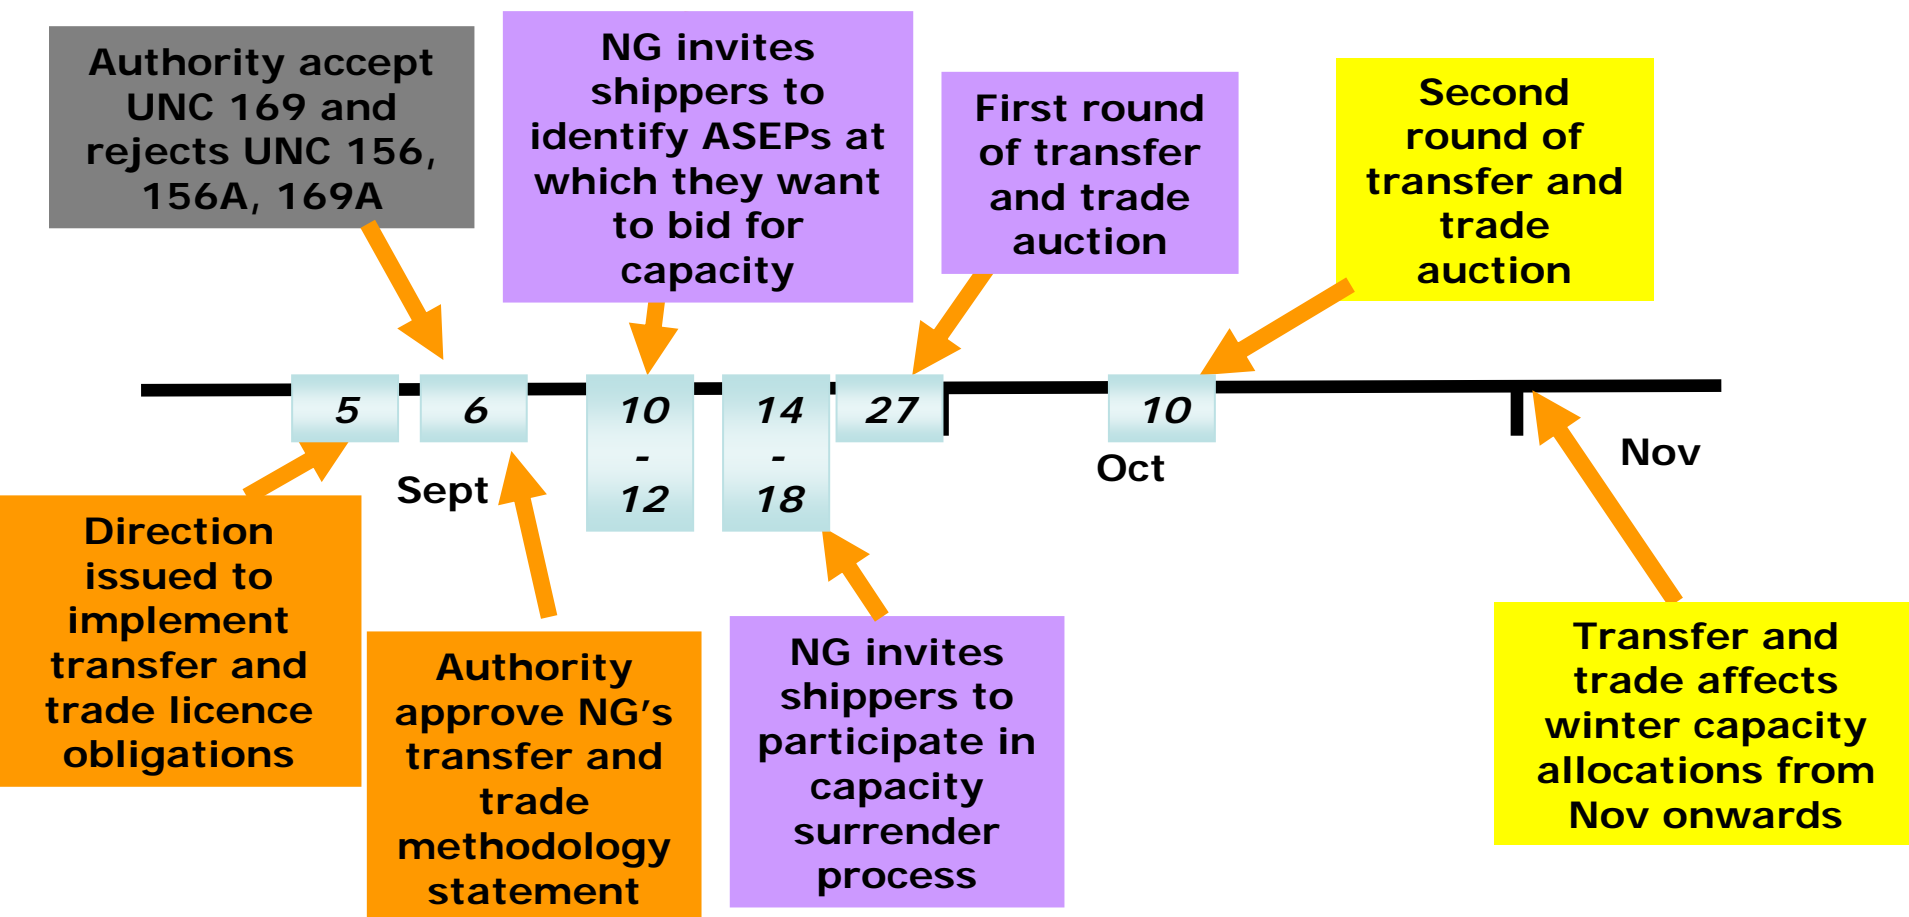 Authority accept
UNC 169 and
rejects UNC 156,
156A, 169A
NG invites
shippers to
identify ASEPs at
which they want
to bid for
capacity
First round
of transfer
and trade
auction
Second
round of
transfer and
trade
auction
5
6
10
-
12
14
-
18
27
10
Sept
Oct
Nov
Direction
issued to
implement
transfer and
trade licence
obligations
Authority
approve NG’s
transfer and
trade
methodology
statement
NG invites
shippers to
participate in
capacity
surrender
process
Transfer and
trade affects
winter capacity
allocations from
Nov onwards